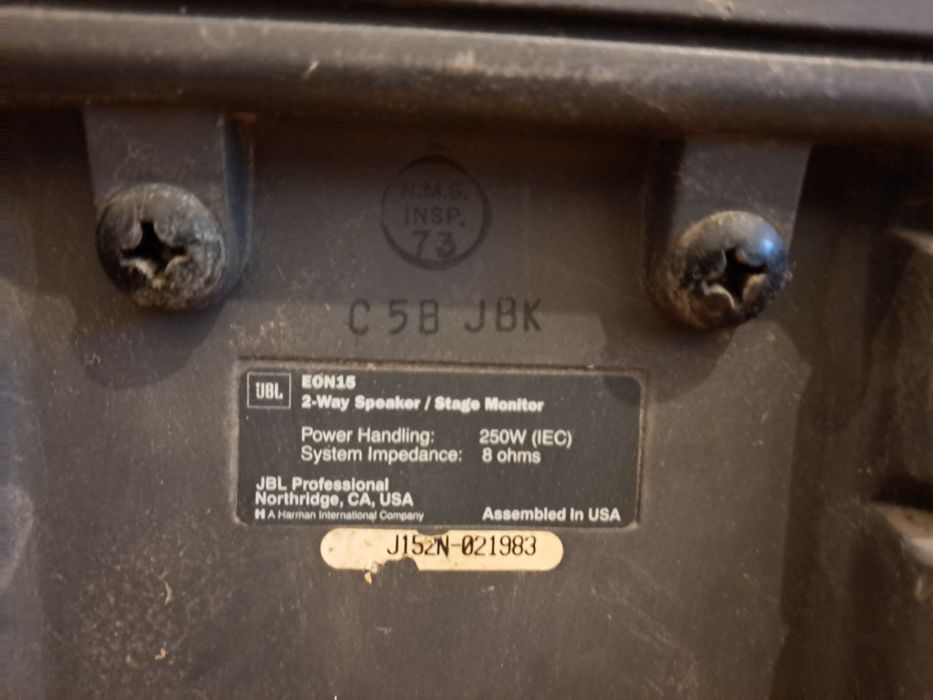 N.M.G.
INSP.
73
C 5B JBK
JBL
EON15
2-Way Speaker / Stage Monitor
Power Handling: 250W (IEC)
System Impedance: 8 ohms
JBL Professional
Northridge, CA, USA
H A Harman International Company
Assembled In USA
J152N-021983